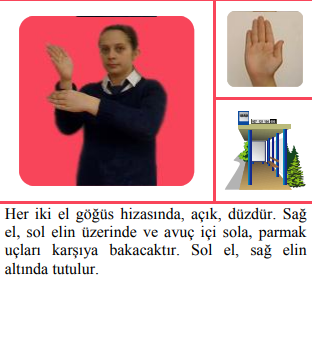 Her iki el göğüs hizasında, açık, düzdür. Sağ
el, sol elin üzerinde ve avuç içi sola, parmak
uçları karşıya bakacaktır. Sol el, sağ elin
altında tutulur.